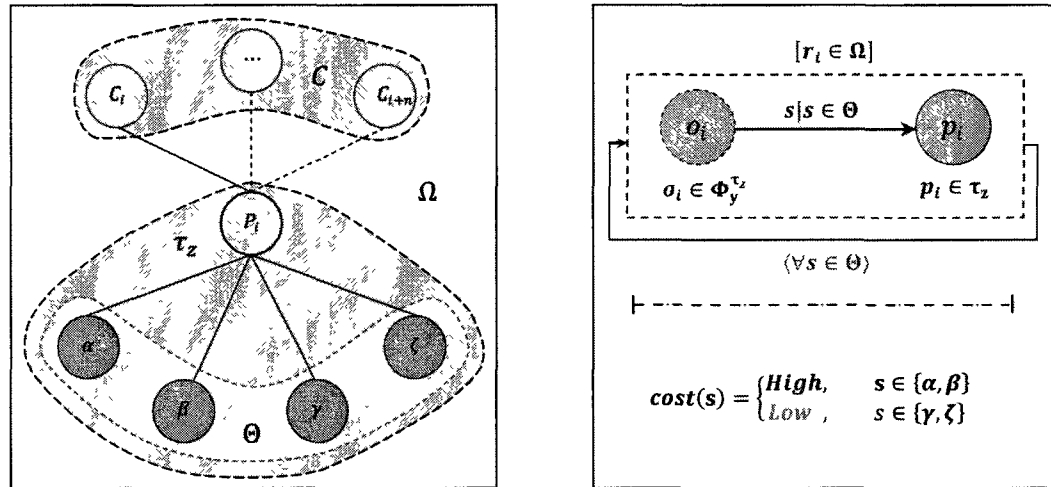 ...
C
C_i
C_{i+n}
Ω
P_i
τ_z
α
ζ
β
γ
Θ
[r_i ∈ Ω]
o_i
s|s ∈ Θ
p_i
o_i ∈ Φ_y^{τ_z}
p_i ∈ τ_z
⟨∀s ∈ Θ⟩
cost(s) = { High, s ∈ {α, β}
Low , s ∈ {γ, ζ}